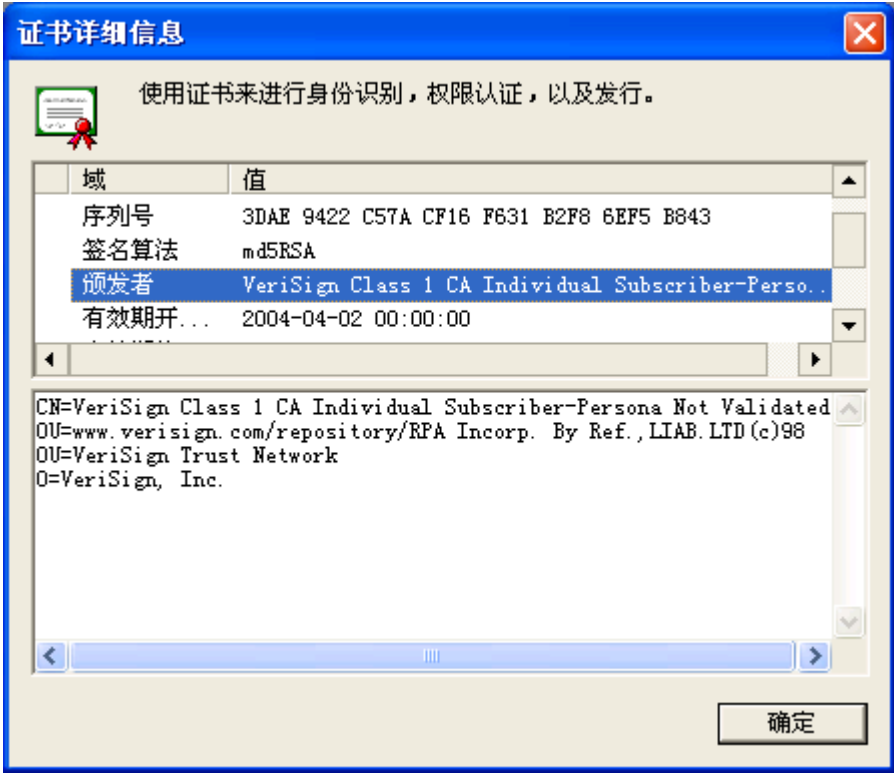 证书详细信息
使用证书来进行身份识别，权限认证，以及发行。
域 值
序列号 3DAE 9422 C57A CF16 F631 B2F8 6EF5 B843
签名算法 md5RSA
颁发者 VeriSign Class 1 CA Individual Subscriber-Perso..
有效期开... 2004-04-02 00:00:00
CN=VeriSign Class 1 CA Individual Subscriber-Persona Not Validated
OU=www.verisign.com/repository/RPA Incorp. By Ref.,LIAB.LTD(c)98
OU=VeriSign Trust Network
O=VeriSign, Inc.
确定